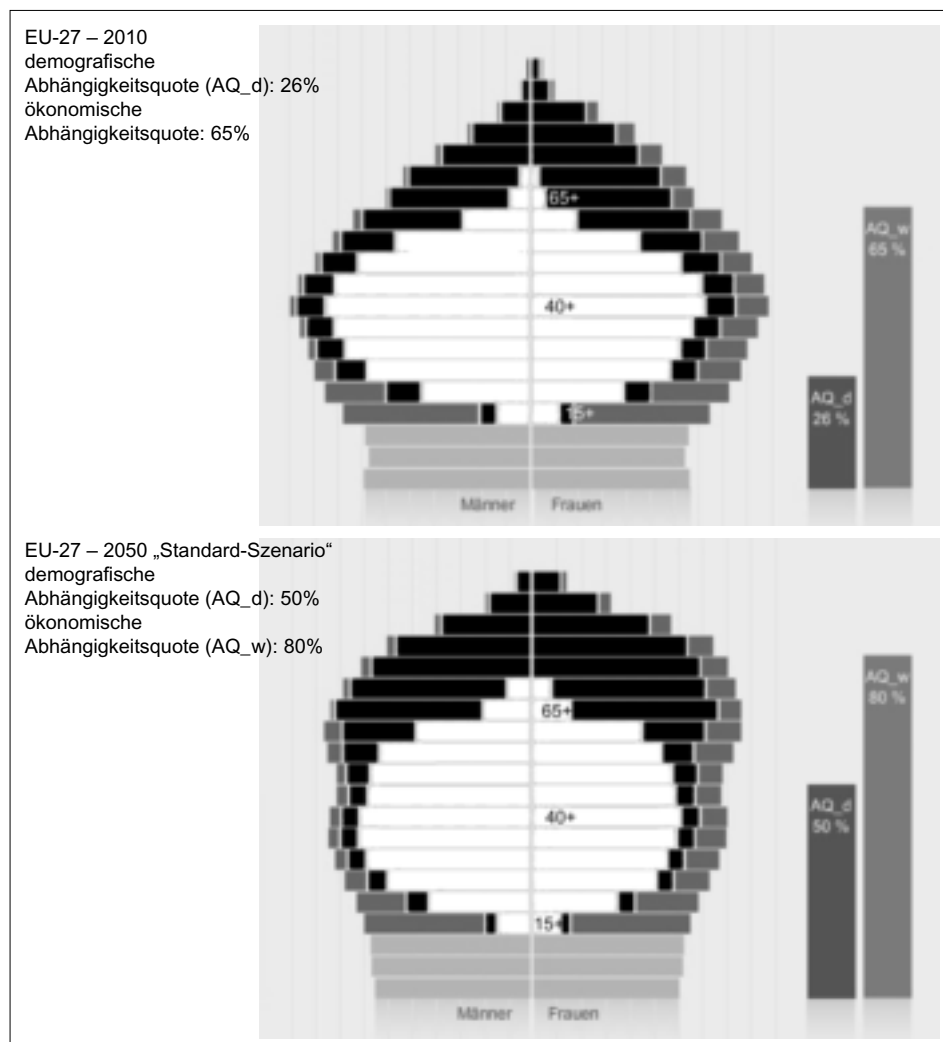 EU-27 – 2010
demografische
Abhängigkeitsquote (AQ_d): 26%
ökonomische
Abhängigkeitsquote: 65%
65+
40+
15+
Männer
Frauen
AQ_d
26 %
AQ_w
65 %
EU-27 – 2050 „Standard-Szenario“
demografische
Abhängigkeitsquote (AQ_d): 50%
ökonomische
Abhängigkeitsquote (AQ_w): 80%
65+
40+
15+
Männer
Frauen
AQ_d
50 %
AQ_w
80 %